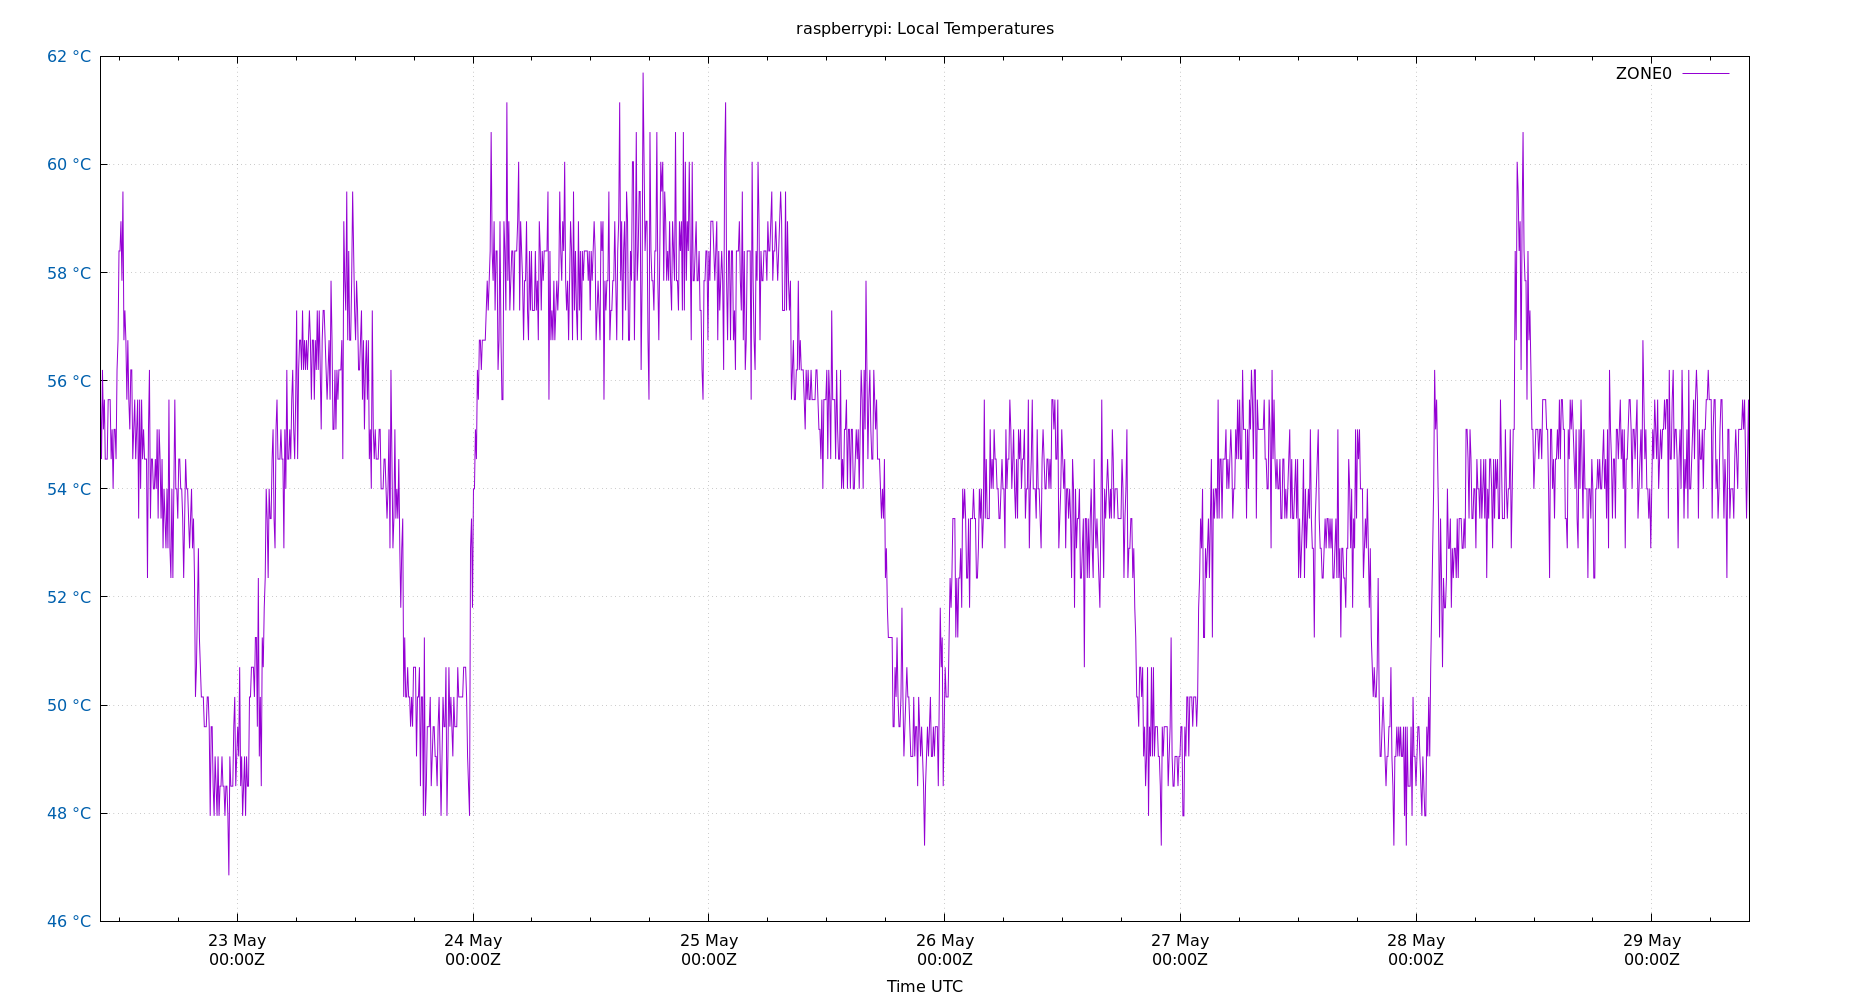 raspberrypi: Local Temperatures
62 °C
ZONE0
60 °C
58 °C
56 °C
54 °C
52 °C
50 °C
48 °C
46 °C
23 May 24 May 25 May 26 May 27 May 28 May 29 May
00:00Z 00:00Z 00:00Z 00:00Z 00:00Z 00:00Z 00:00Z
Time UTC